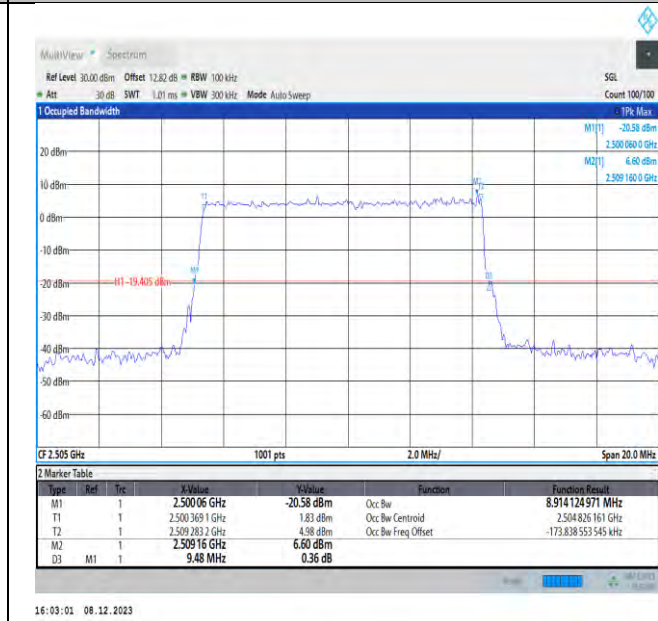 MultiView Spectrum
Ref Level 30.00 dBm Offset 12.82 dB RBW 100 kHz SGL
Att 30 dB SWT 1.01 ms VBW 300 kHz Mode Auto Sweep Count 100/100
1 Occupied Bandwidth 1Pk Max
M1[1] -20.58 dBm
2.500 060 0 GHz
M2[1] 6.60 dBm
2.509 160 0 GHz
20 dBm
10 dBm
0 dBm
-10 dBm
-20 dBm
H1 -19.405 dBm
-30 dBm
-40 dBm
-50 dBm
-60 dBm
T1
M1
M2
T2
D3
CF 2.505 GHz 1001 pts 2.0 MHz/ Span 20.0 MHz
2 Marker Table
Type Ref Trc X-Value Y-Value Function Function Result
M1 1 2.50006 GHz -20.58 dBm Occ Bw 8.914 124 971 MHz
T1 1 2.500 369 1 GHz 1.83 dBm Occ Bw Centroid 2.504 826 161 GHz
T2 1 2.509 283 2 GHz 4.98 dBm Occ Bw Freq Offset -173.838 553 545 kHz
M2 1 2.50916 GHz 6.60 dBm
D3 M1 1 9.48 MHz 0.36 dB
16:03:01 08.12.2023